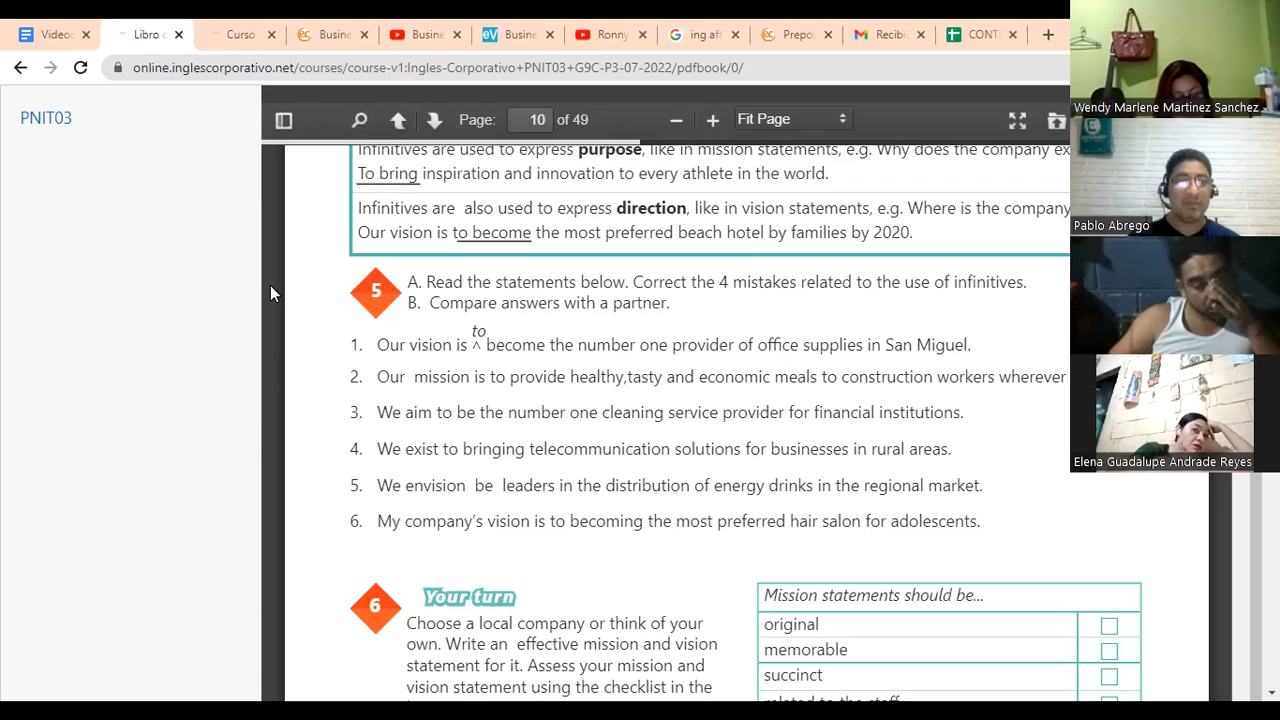 Videoc
Libro c
Curso
Busine
Busine
Busine
Ronny
ing aft
Prepo
Recibi
CONT
online.inglescorporativo.net/courses/course-v1:Ingles-Corporativo+PNIT03+G9C-P3-07-2022/pdfbook/0/
PNIT03
Page: 10 of 49
Fit Page
Infinitives are used to express purpose, like in mission statements, e.g. Why does the company ex
To bring inspiration and innovation to every athlete in the world.
Infinitives are also used to express direction, like in vision statements, e.g. Where is the company
Our vision is to become the most preferred beach hotel by families by 2020.
5
A. Read the statements below. Correct the 4 mistakes related to the use of infinitives.
B. Compare answers with a partner.
to
1. Our vision is ^ become the number one provider of office supplies in San Miguel.
2. Our mission is to provide healthy,tasty and economic meals to construction workers wherever
3. We aim to be the number one cleaning service provider for financial institutions.
4. We exist to bringing telecommunication solutions for businesses in rural areas.
5. We envision be leaders in the distribution of energy drinks in the regional market.
6. My company's vision is to becoming the most preferred hair salon for adolescents.
6
Your turn
Choose a local company or think of your
own. Write an effective mission and vision
statement for it. Assess your mission and
vision statement using the checklist in the
Mission statements should be...
original
memorable
succinct
related to the staff
Wendy Marlene Martinez Sanchez
Pablo Abrego
Elena Guadalupe Andrade Reyes